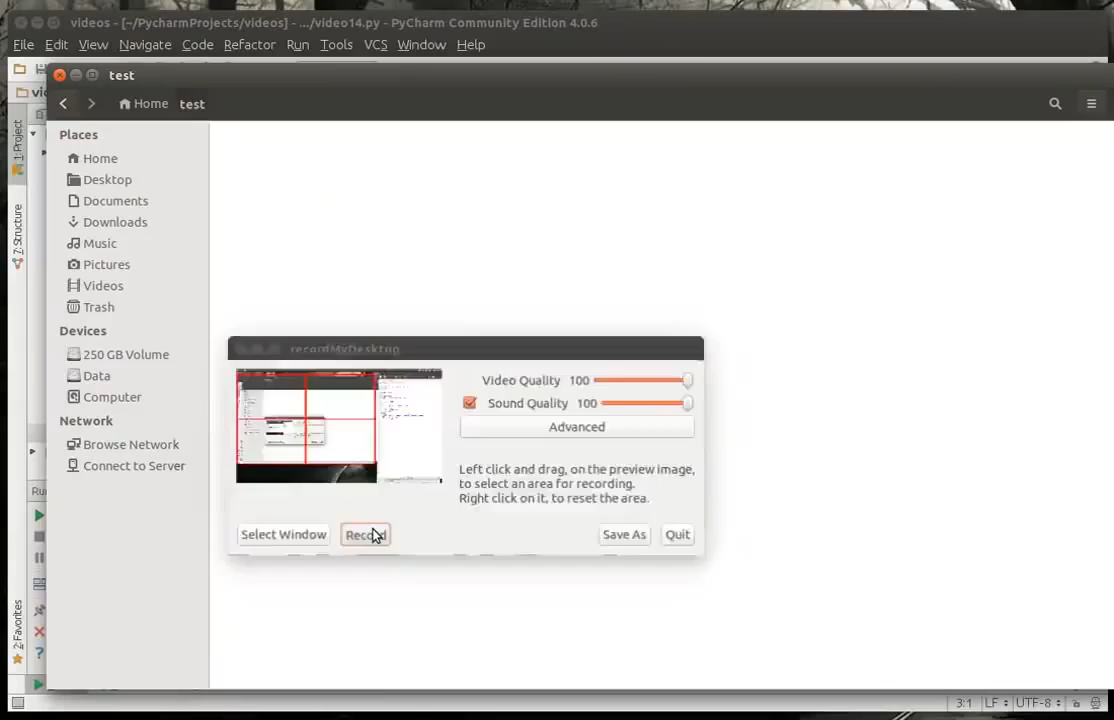 videos - [~/PycharmProjects/videos] - .../video14.py - PyCharm Community Edition 4.0.6
File Edit View Navigate Code Refactor Run Tools VCS Window Help
test
Home test
1: Project
7: Structure
2: Favorites
Places
Home
Desktop
Documents
Downloads
Music
Pictures
Videos
Trash
Devices
250 GB Volume
Data
Computer
Network
Browse Network
Connect to Server
recordMyDesktop
Video Quality 100
Sound Quality 100
Advanced
Left click and drag, on the preview image,
to select an area for recording.
Right click on it, to reset the area.
Select Window Record Save As Quit
3:1 LF UTF-8